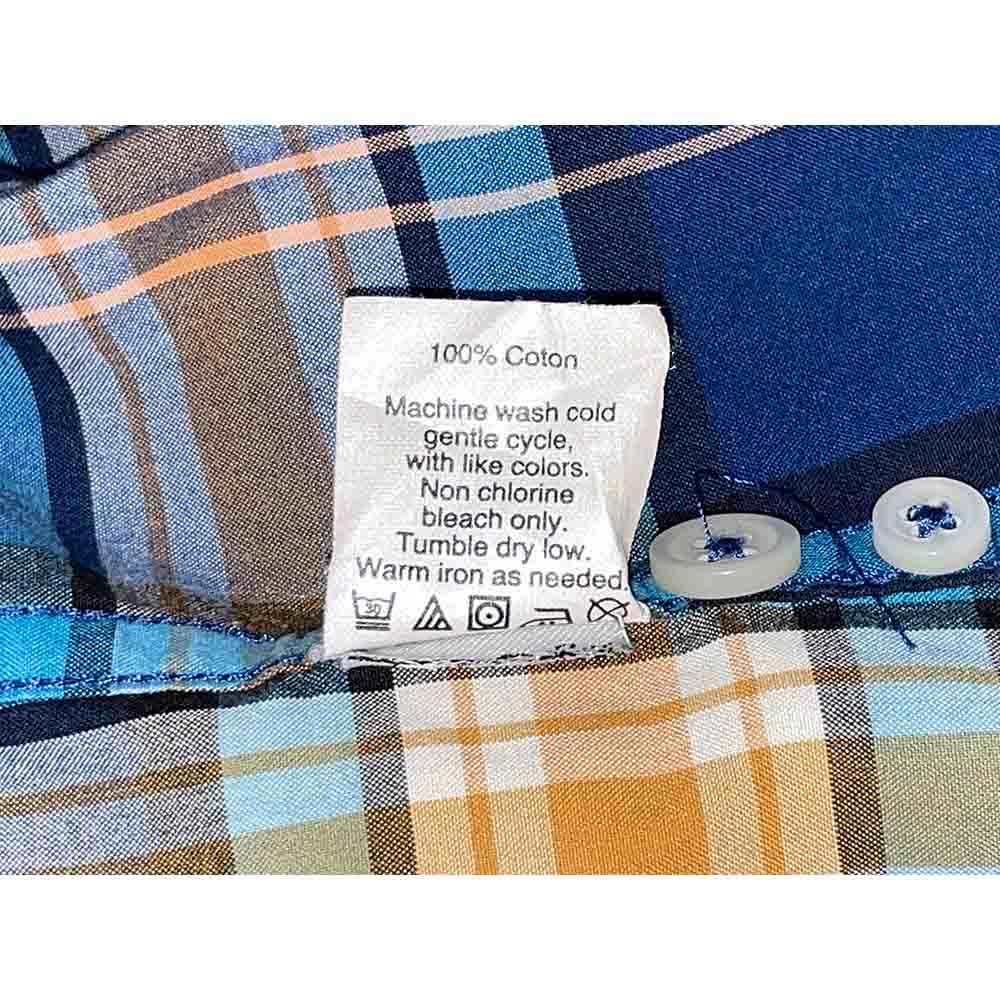 100% Coton
Machine wash cold
gentle cycle,
with like colors.
Non chlorine
bleach only.
Tumble dry low.
Warm iron as needed.
30